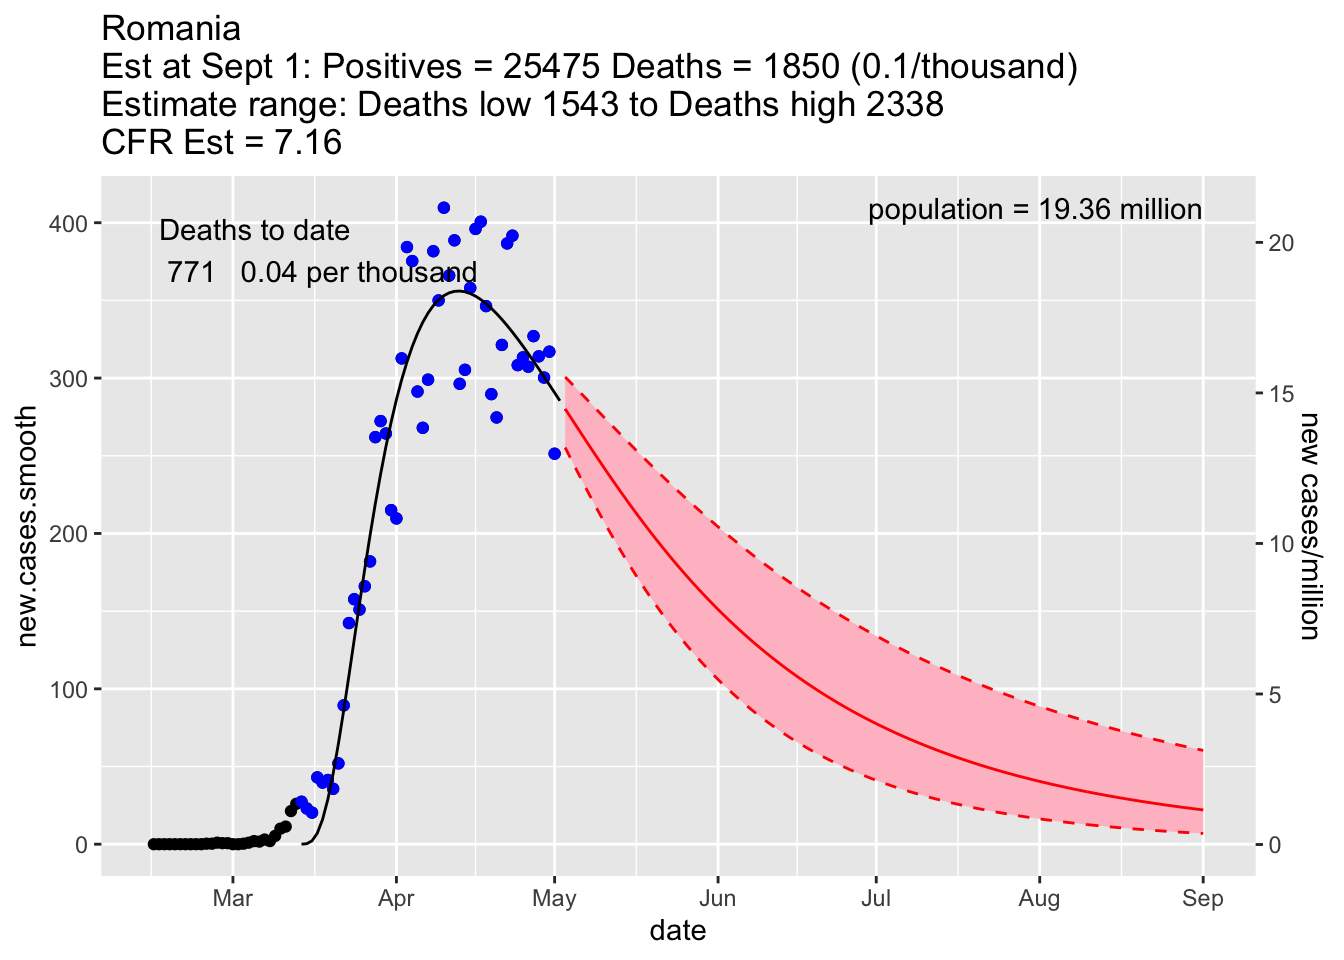 Romania
Est at Sept 1: Positives = 25475 Deaths = 1850 (0.1/thousand)
Estimate range: Deaths low 1543 to Deaths high 2338
CFR Est = 7.16
Deaths to date
771 0.04 per thousand
population = 19.36 million
new.cases.smooth
400
300
200
100
0
20
15
10
5
0
new cases/million
Mar Apr May Jun Jul Aug Sep
date